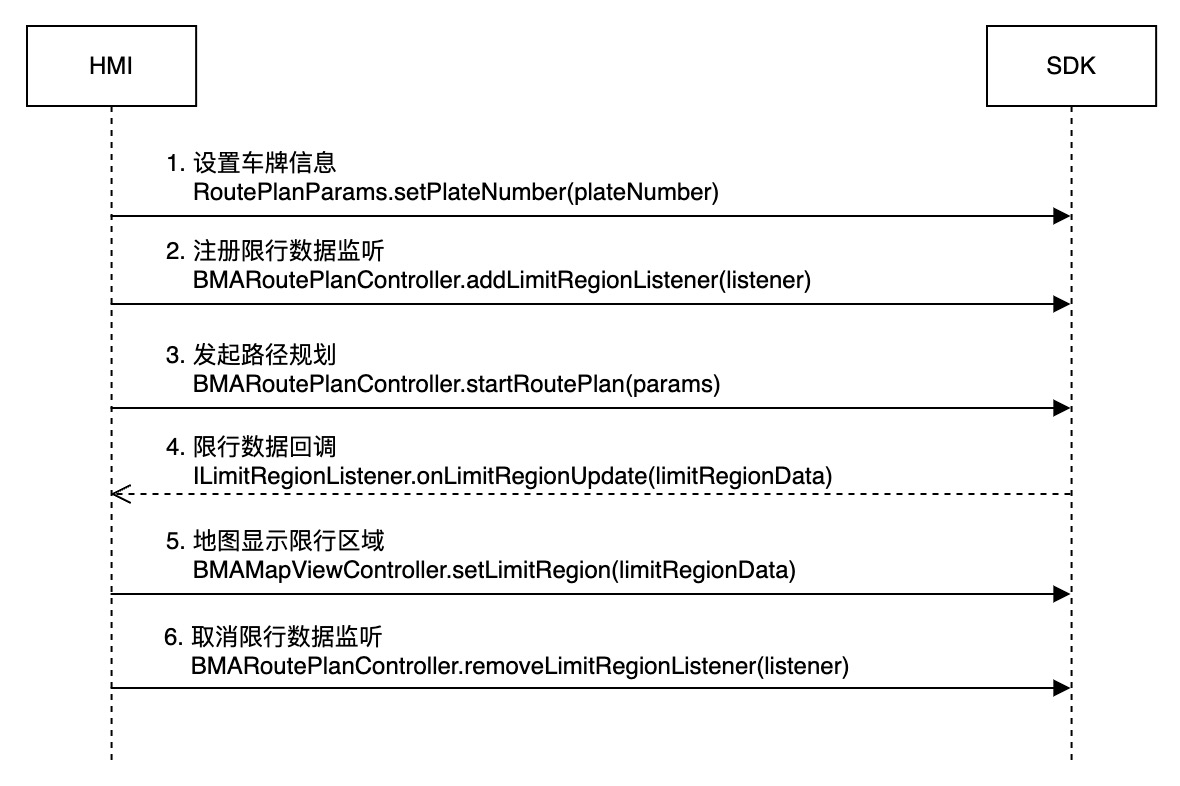 HMI
SDK
1. 设置车牌信息
RoutePlanParams.setPlateNumber(plateNumber)
2. 注册限行数据监听
BMARoutePlanController.addLimitRegionListener(listener)
3. 发起路径规划
BMARoutePlanController.startRoutePlan(params)
4. 限行数据回调
ILimitRegionListener.onLimitRegionUpdate(limitRegionData)
5. 地图显示限行区域
BMAMapViewController.setLimitRegion(limitRegionData)
6. 取消限行数据监听
BMARoutePlanController.removeLimitRegionListener(listener)